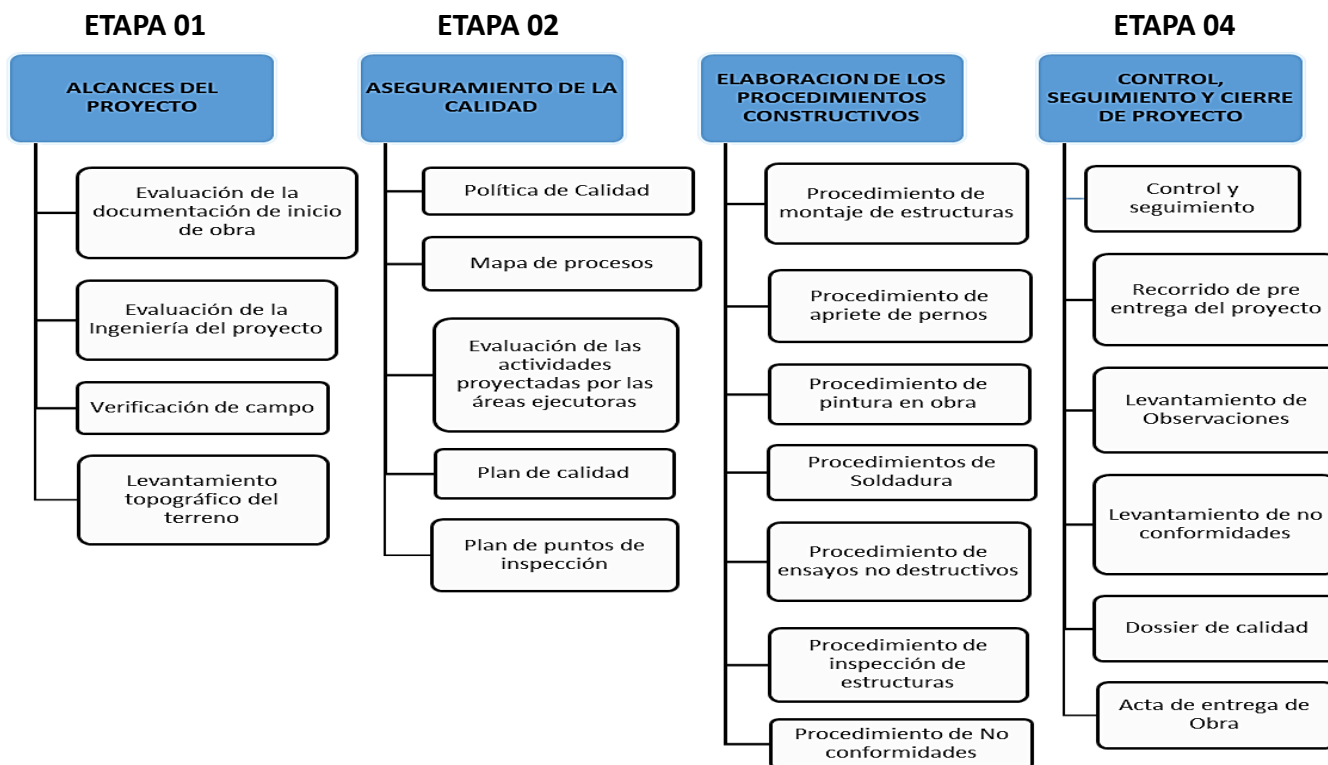 ETAPA 01
ALCANCES DEL
PROYECTO
Evaluación de la
documentación de inicio
de obra
Evaluación de la
Ingeniería del proyecto
Verificación de campo
Levantamiento
topográfico del
terreno
ETAPA 02
ASEGURAMIENTO DE LA
CALIDAD
Política de Calidad
Mapa de procesos
Evaluación de las
actividades
proyectadas por las
áreas ejecutoras
Plan de calidad
Plan de puntos de
inspección
ELABORACION DE LOS
PROCEDIMIENTOS
CONSTRUCTIVOS
Procedimiento de
montaje de estructuras
Procedimiento de
apriete de pernos
Procedimiento de
pintura en obra
Procedimientos de
Soldadura
Procedimiento de
ensayos no destructivos
Procedimiento de
inspección de
estructuras
Procedimiento de No
conformidades
ETAPA 04
CONTROL,
SEGUIMIENTO Y CIERRE
DE PROYECTO
Control y
seguimiento
Recorrido de pre
entrega del proyecto
Levantamiento de
Observaciones
Levantamiento de no
conformidades
Dossier de calidad
Acta de entrega de
Obra